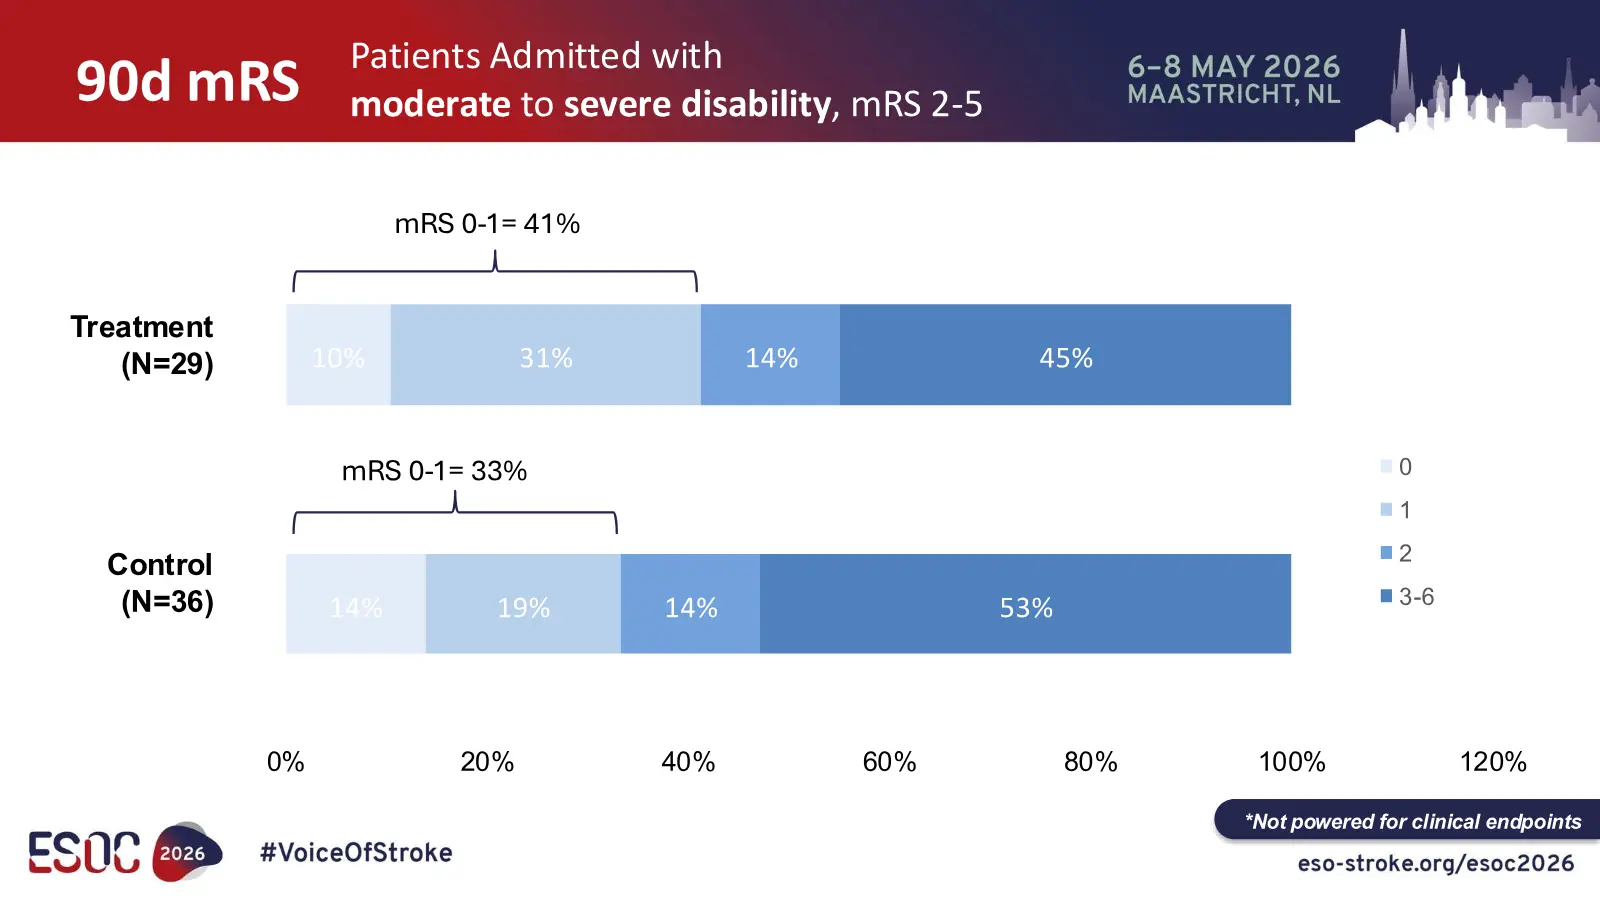 90d mRS
Patients Admitted with
moderate to severe disability, mRS 2-5
6–8 MAY 2026
MAASTRICHT, NL
mRS 0-1= 41%
Treatment
(N=29)
10% 31% 14% 45%
mRS 0-1= 33%
Control
(N=36)
14% 19% 14% 53%
0
1
2
3-6
0% 20% 40% 60% 80% 100% 120%
*Not powered for clinical endpoints
ESOC 2026
#VoiceOfStroke
eso-stroke.org/esoc2026